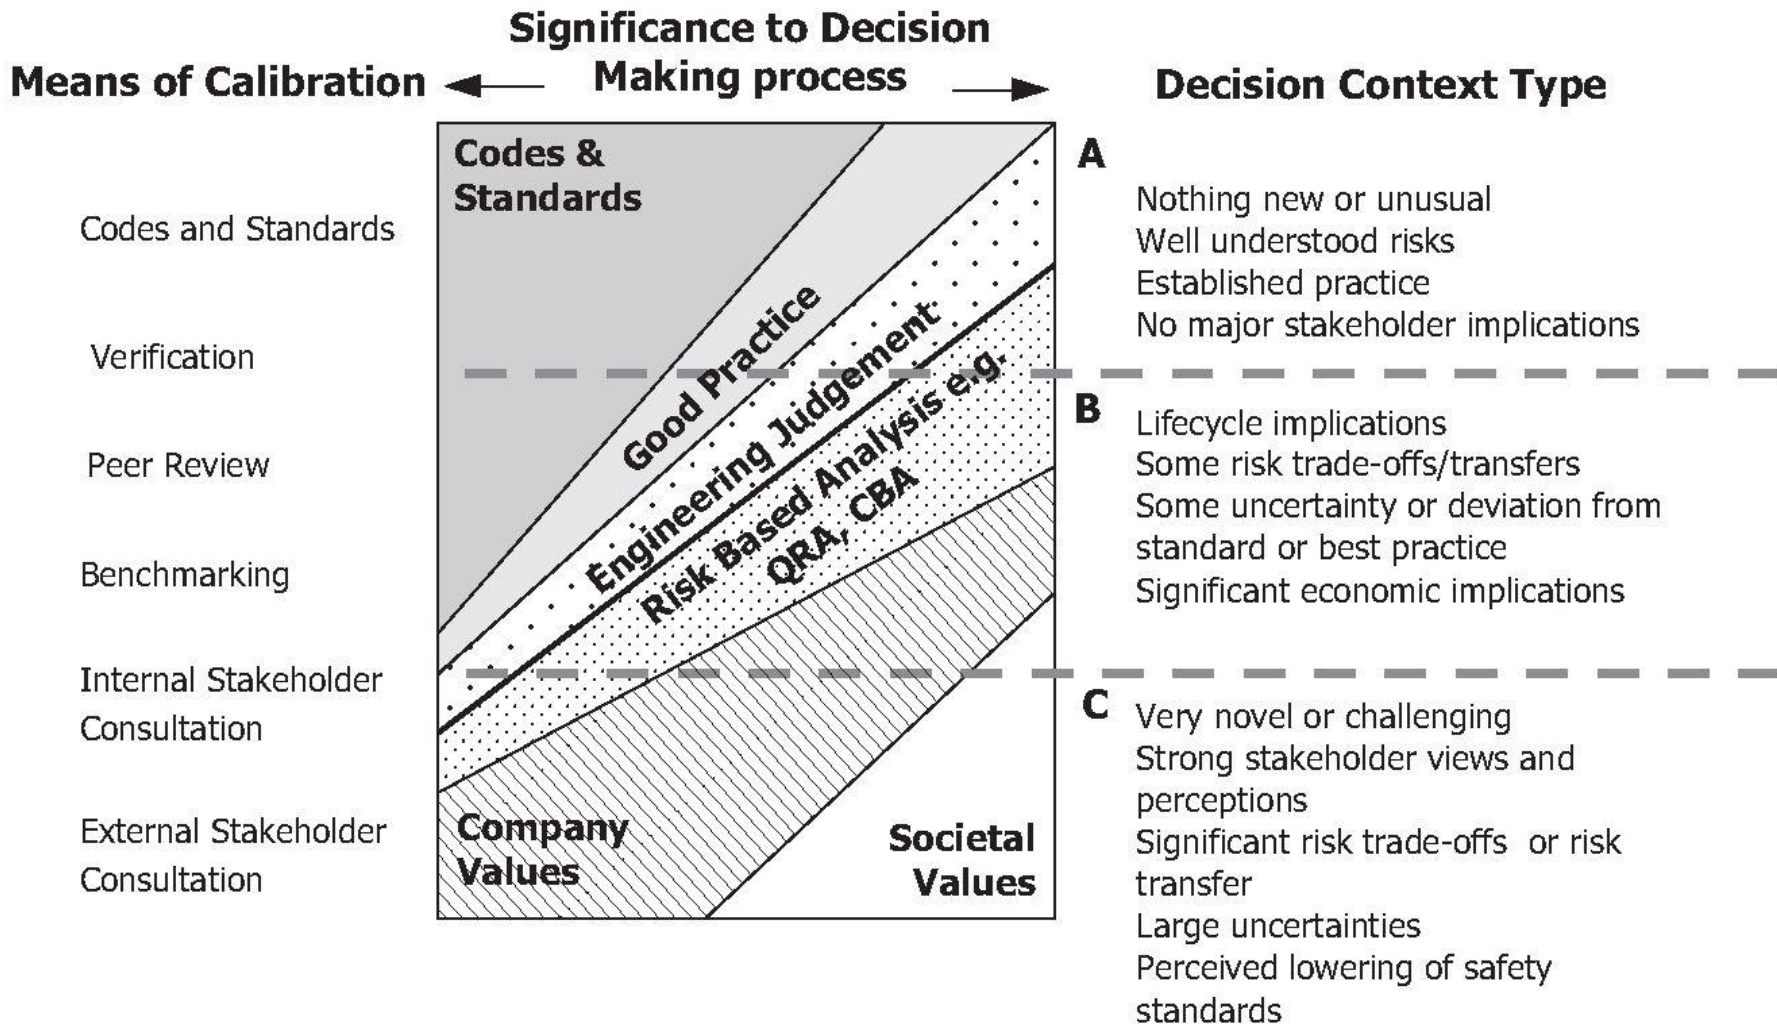 Significance to Decision
Making process
Means of Calibration
Decision Context Type
Codes and Standards
Verification
Peer Review
Benchmarking
Internal Stakeholder
Consultation
External Stakeholder
Consultation
Codes &
Standards
Good Practice
Engineering Judgement
Risk Based Analysis e.g.
QRA, CBA
Company
Values
Societal
Values
A
Nothing new or unusual
Well understood risks
Established practice
No major stakeholder implications
B
Lifecycle implications
Some risk trade-offs/transfers
Some uncertainty or deviation from
standard or best practice
Significant economic implications
C
Very novel or challenging
Strong stakeholder views and
perceptions
Significant risk trade-offs or risk
transfer
Large uncertainties
Perceived lowering of safety
standards